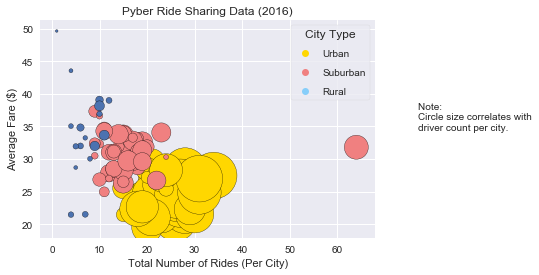 Pyber Ride Sharing Data (2016)
50
45
40
35
30
25
20
Average Fare ($)
City Type
Urban
Suburban
Rural
Note:
Circle size correlates with
driver count per city.
0 10 20 30 40 50 60
Total Number of Rides (Per City)